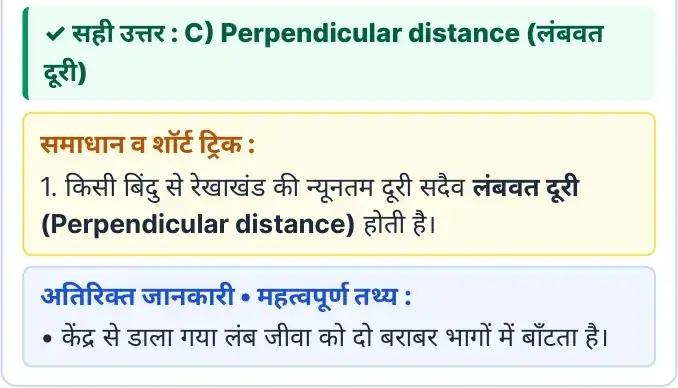 ✓ सही उत्तर : C) Perpendicular distance (लंबवत
दूरी)
समाधान व शॉर्ट ट्रिक :
1. किसी बिंदु से रेखाखंड की न्यूनतम दूरी सदैव लंबवत दूरी
(Perpendicular distance) होती है।
अतिरिक्त जानकारी • महत्वपूर्ण तथ्य :
• केंद्र से डाला गया लंब जीवा को दो बराबर भागों में बाँटता है।